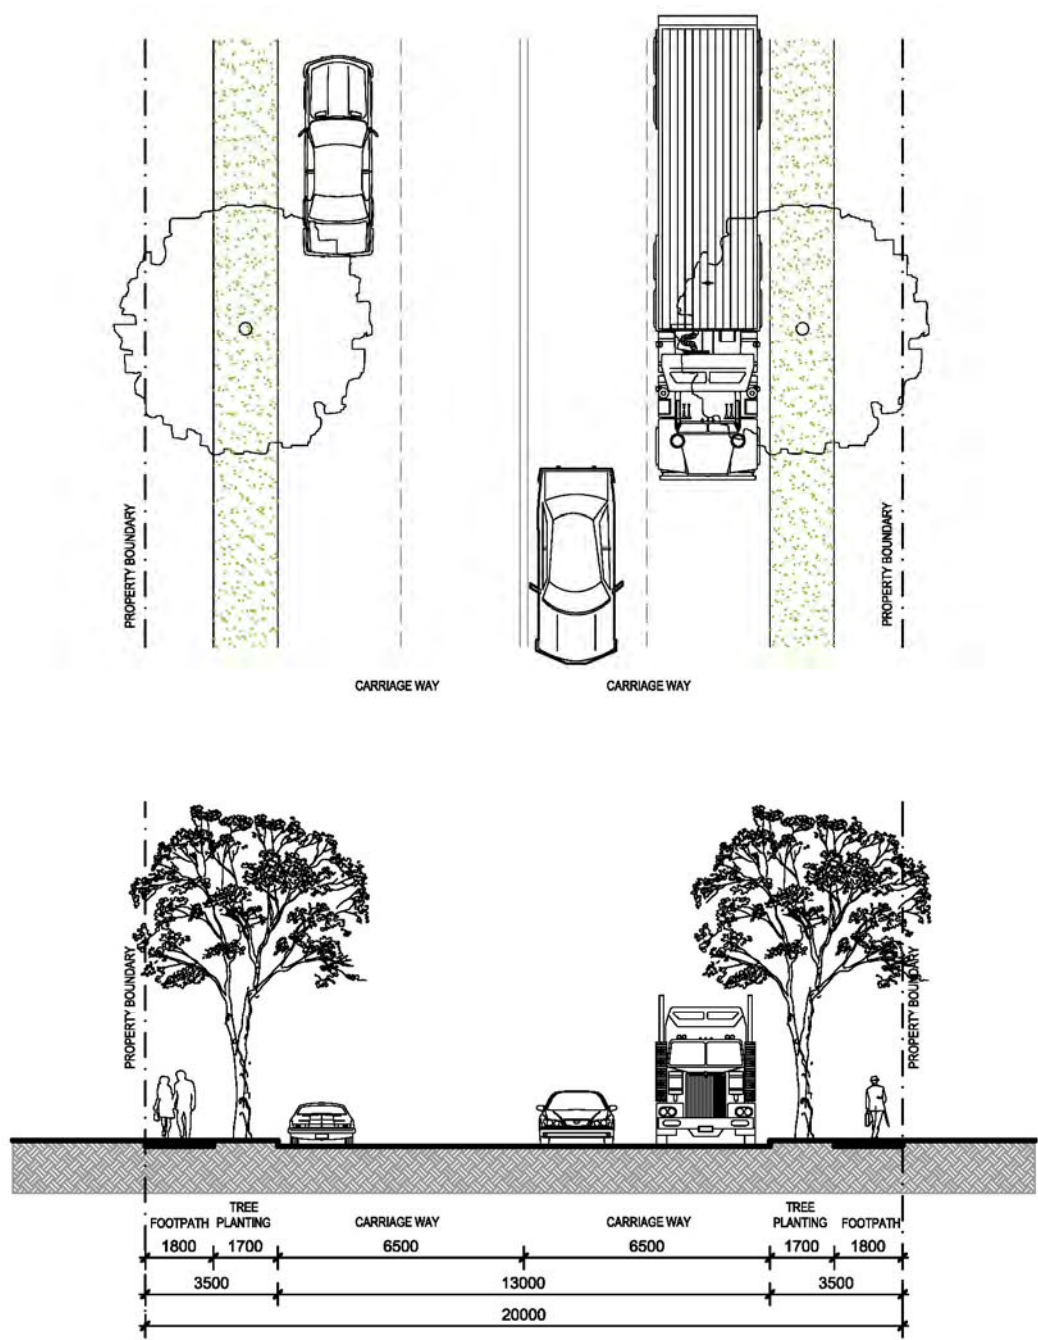 PROPERTY BOUNDARY
PROPERTY BOUNDARY
CARRIAGE WAY CARRIAGE WAY
PROPERTY BOUNDARY
PROPERTY BOUNDARY
FOOTPATH TREE PLANTING CARRIAGE WAY CARRIAGE WAY TREE PLANTING FOOTPATH
1800 1700 6500 6500 1700 1800
3500 13000 3500
20000